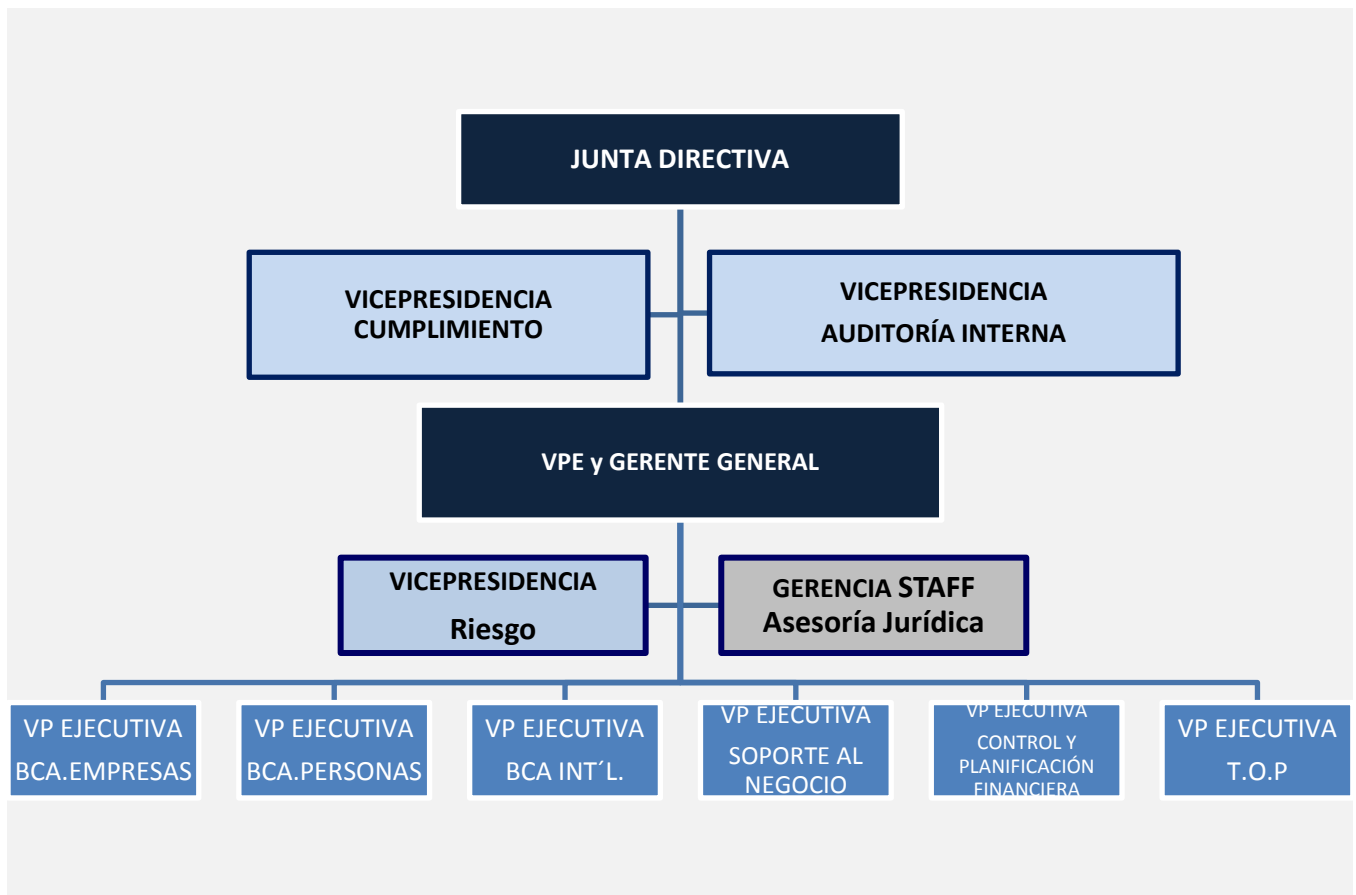 JUNTA DIRECTIVA
VICEPRESIDENCIA
CUMPLIMIENTO
VICEPRESIDENCIA
AUDITORÍA INTERNA
VPE y GERENTE GENERAL
VICEPRESIDENCIA
Riesgo
GERENCIA STAFF
Asesoría Jurídica
VP EJECUTIVA
BCA.EMPRESAS
VP EJECUTIVA
BCA.PERSONAS
VP EJECUTIVA
BCA INT´L.
VP EJECUTIVA
SOPORTE AL
NEGOCIO
VP EJECUTIVA
CONTROL Y
PLANIFICACIÓN
FINANCIERA
VP EJECUTIVA
T.O.P